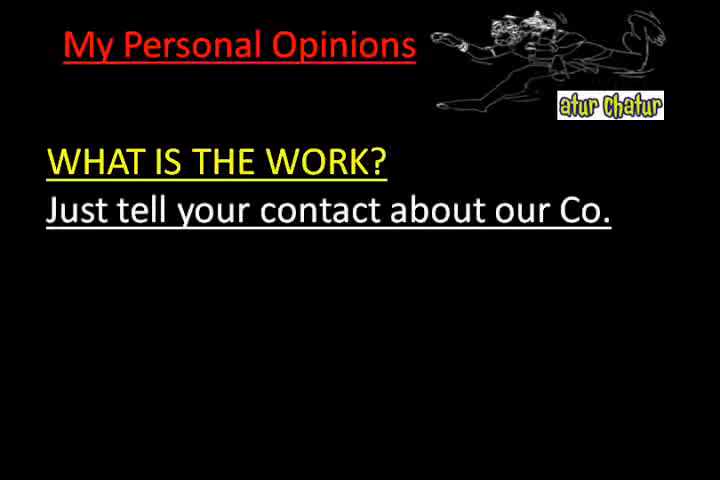 My Personal Opinions
atur chatur
WHAT IS THE WORK?
Just tell your contact about our Co.